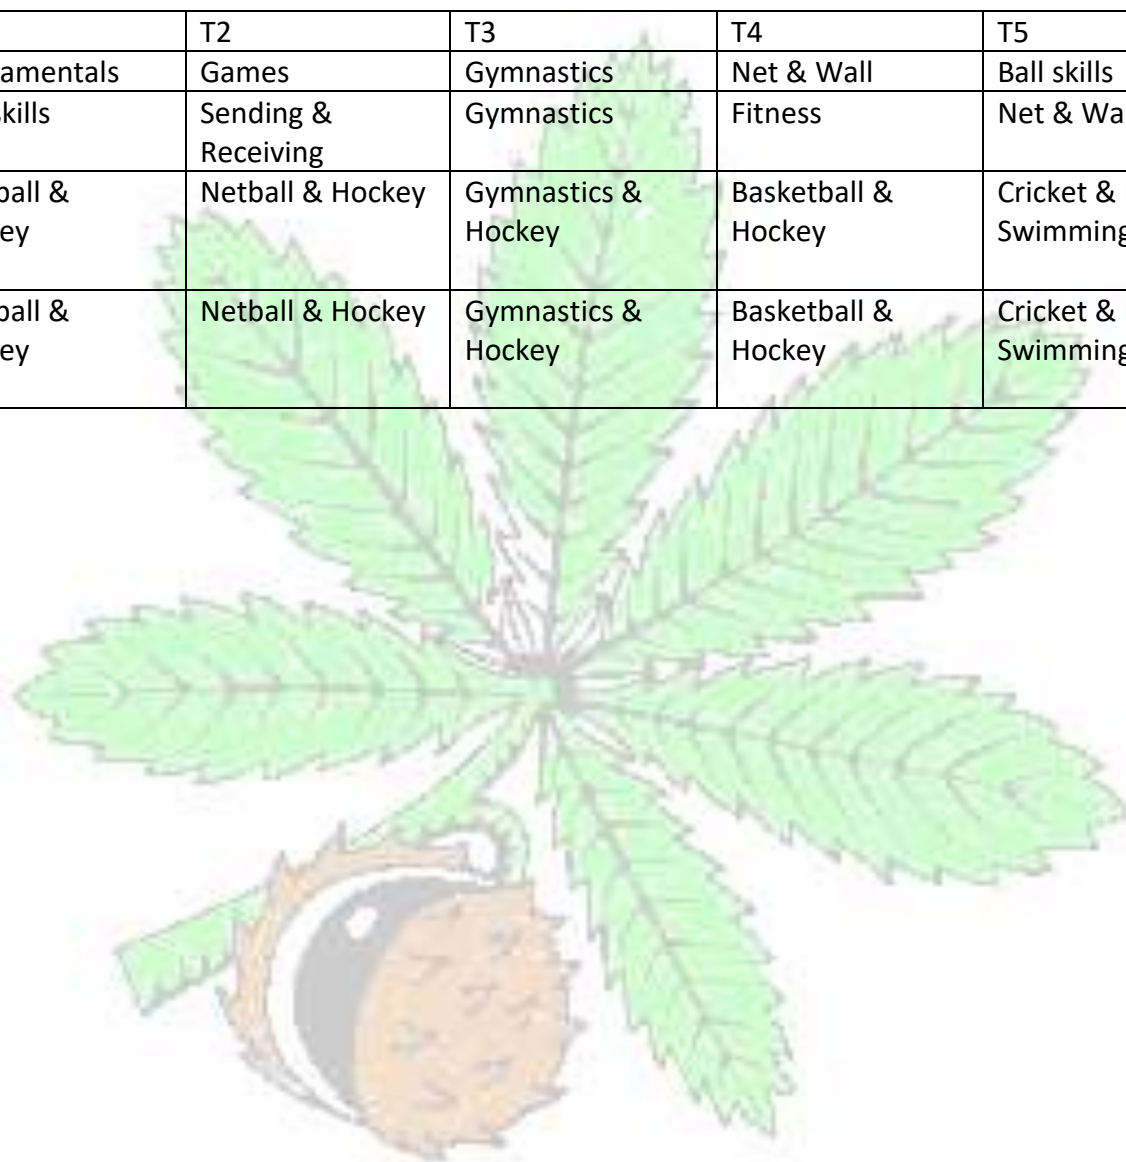 T2 T3 T4 T5
amentals Games Gymnastics Net & Wall Ball skills
kills Sending & Gymnastics Fitness Net & Wa
Receiving
ball & Netball & Hockey Gymnastics & Basketball & Cricket &
ey Hockey Hockey Swimming
ball & Netball & Hockey Gymnastics & Basketball & Cricket &
ey Hockey Hockey Swimming